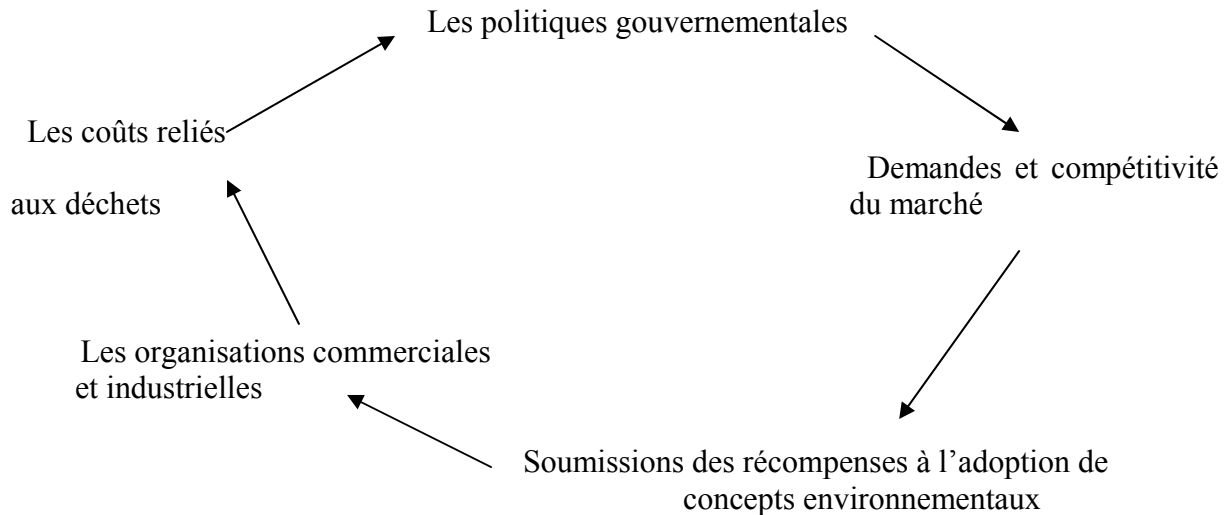 Les politiques gouvernementales
Les coûts reliés
aux déchets
Demandes et compétitivité
du marché
Les organisations commerciales
et industrielles
Soumissions des récompenses à l’adoption de
concepts environnementaux